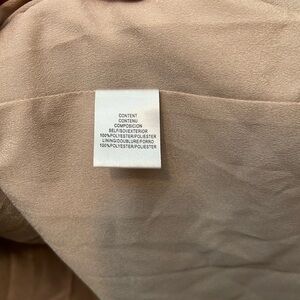 CONTENT
CONTENU
COMPOSICION
SELF/SOI/EXTERIOR
100%POLYESTER/POLIESTER
LINING/DOUBLURE/FORRO
100%POLYESTER/POLIESTER